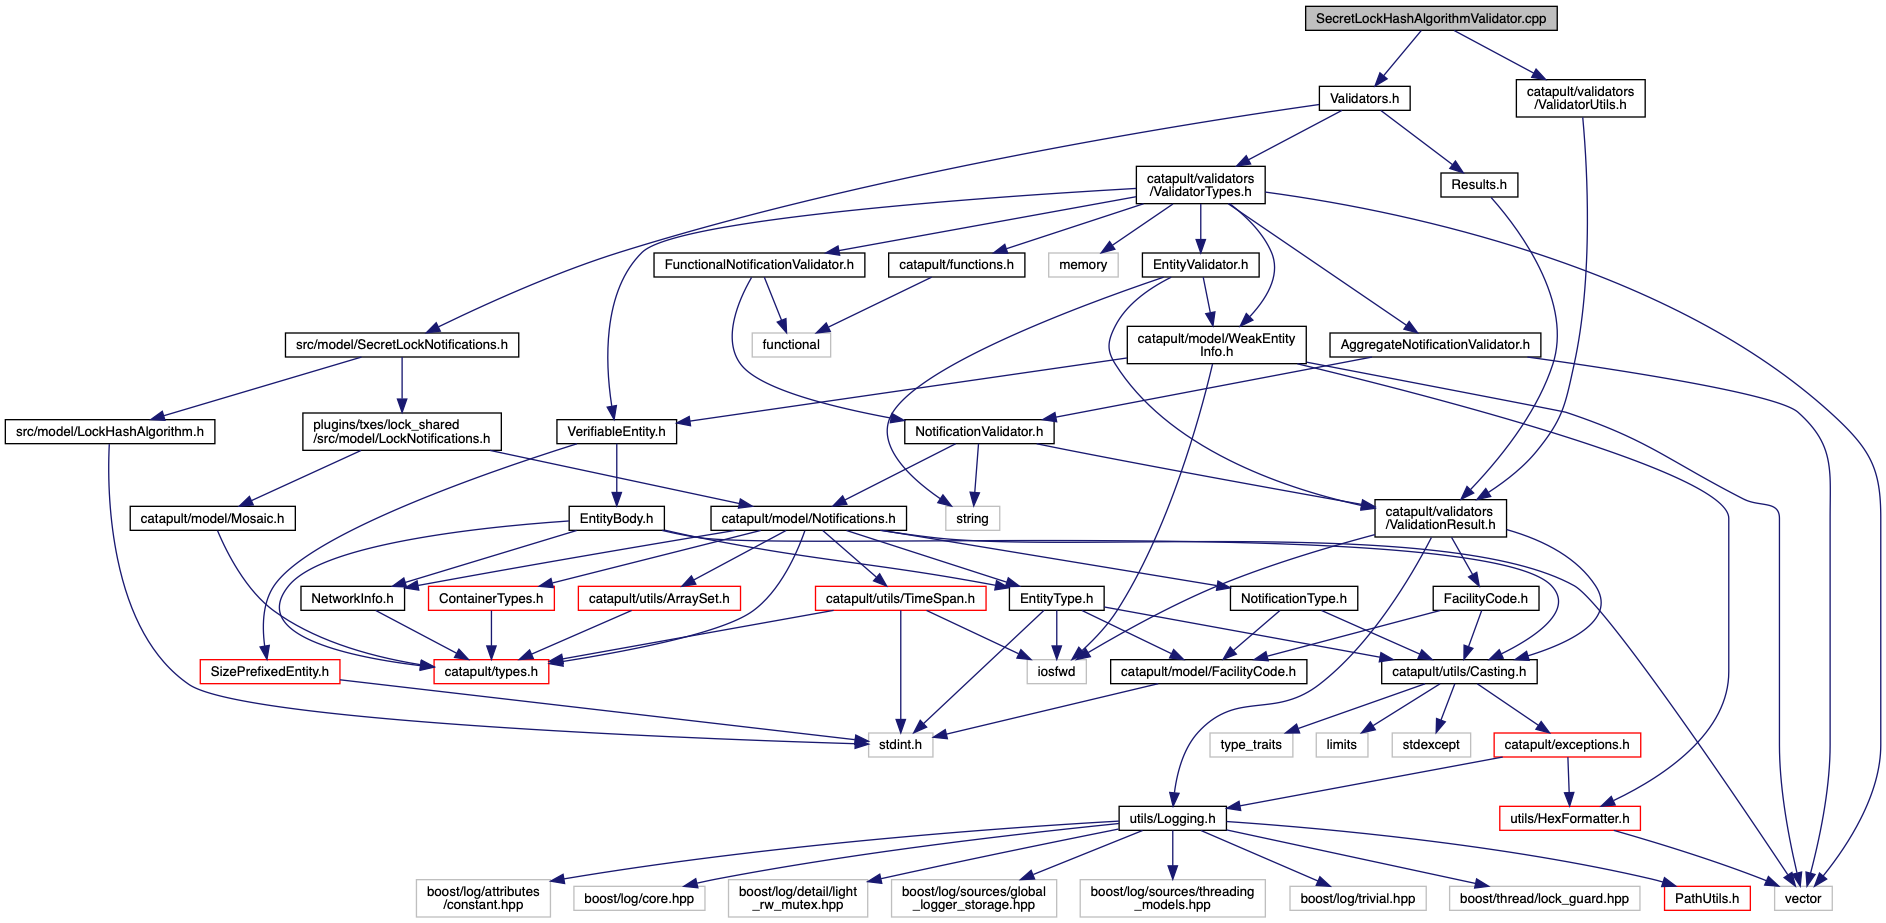 SecretLockHashAlgorithmValidator.cpp
Validators.h
catapult/validators
/ValidatorUtils.h
catapult/validators
/ValidatorTypes.h
Results.h
FunctionalNotificationValidator.h
catapult/functions.h
memory
EntityValidator.h
src/model/SecretLockNotifications.h
functional
catapult/model/WeakEntity
Info.h
AggregateNotificationValidator.h
src/model/LockHashAlgorithm.h
plugins/txes/lock_shared
/src/model/LockNotifications.h
VerifiableEntity.h
NotificationValidator.h
catapult/model/Mosaic.h
EntityBody.h
catapult/model/Notifications.h
string
catapult/validators
/ValidationResult.h
NetworkInfo.h
ContainerTypes.h
catapult/utils/ArraySet.h
catapult/utils/TimeSpan.h
EntityType.h
NotificationType.h
FacilityCode.h
SizePrefixedEntity.h
catapult/types.h
iosfwd
catapult/model/FacilityCode.h
catapult/utils/Casting.h
stdint.h
type_traits
limits
stdexcept
catapult/exceptions.h
utils/Logging.h
utils/HexFormatter.h
boost/log/attributes
/constant.hpp
boost/log/core.hpp
boost/log/detail/light
_rw_mutex.hpp
boost/log/sources/global
_logger_storage.hpp
boost/log/sources/threading
_models.hpp
boost/log/trivial.hpp
boost/thread/lock_guard.hpp
PathUtils.h
vector